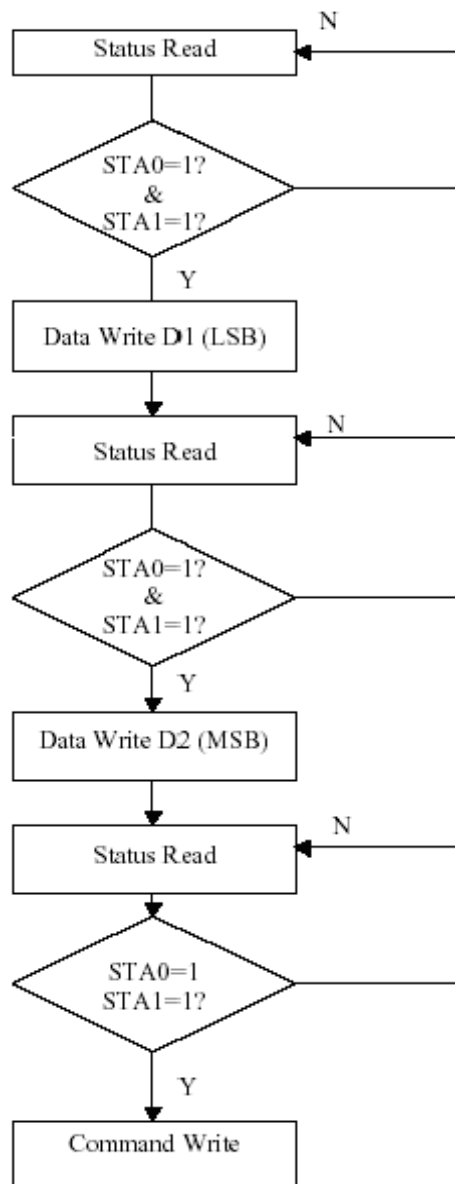 N
Status Read
STA0=1?
&
STA1=1?
Y
Data Write D1 (LSB)
N
Status Read
STA0=1?
&
STA1=1?
Y
Data Write D2 (MSB)
N
Status Read
STA0=1
STA1=1?
Y
Command Write